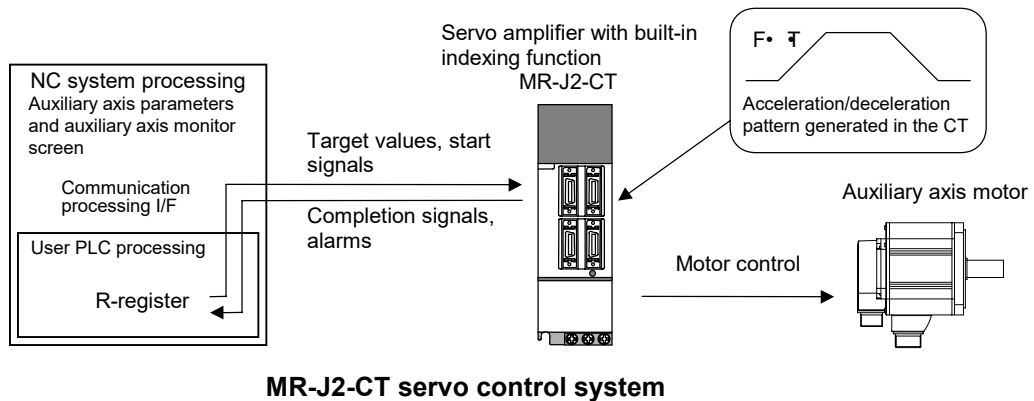 NC system processing
Auxiliary axis parameters
and auxiliary axis monitor
screen
Communication
processing I/F
User PLC processing
R-register
Target values, start
signals
Completion signals,
alarms
Servo amplifier with built-in
indexing function
MR-J2-CT
F• •T
Acceleration/deceleration
pattern generated in the CT
Motor control
Auxiliary axis motor
MR-J2-CT servo control system